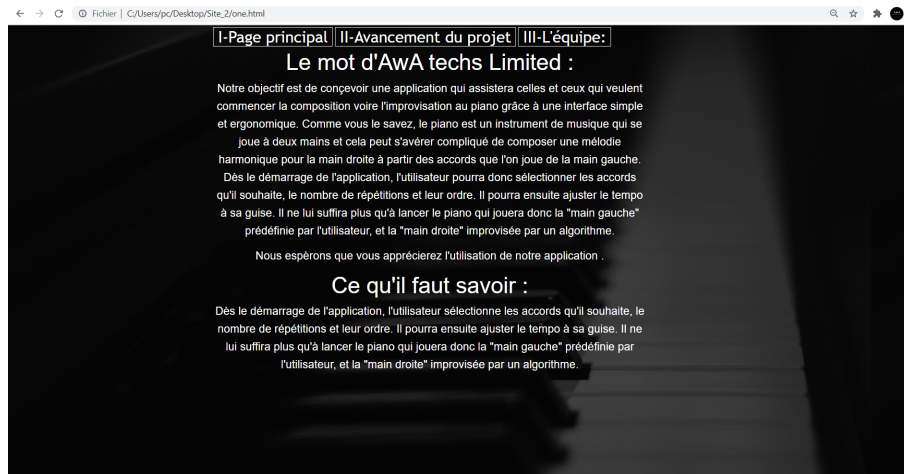 Fichier | C:/Users/pc/Desktop/Site_2/one.html
I-Page principal II-Avancement du projet III-L'équipe:
Le mot d'AwA techs Limited :
Notre objectif est de conçevoir une application qui assistera celles et ceux qui veulent
commencer la composition voire l'improvisation au piano grâce à une interface simple
et ergonomique. Comme vous le savez, le piano est un instrument de musique qui se
joue à deux mains et cela peut s'avérer compliqué de composer une mélodie
harmonique pour la main droite à partir des accords que l'on joue de la main gauche.
Dès le démarrage de l'application, l'utilisateur pourra donc sélectionner les accords
qu'il souhaite, le nombre de répétitions et leur ordre. Il pourra ensuite ajuster le tempo
à sa guise. Il ne lui suffira plus qu'à lancer le piano qui jouera donc la "main gauche"
prédéfinie par l'utilisateur, et la "main droite" improvisée par un algorithme.
Nous espèrons que vous apprécierez l'utilisation de notre application .
Ce qu'il faut savoir :
Dès le démarrage de l'application, l'utilisateur sélectionne les accords qu'il souhaite, le
nombre de répétitions et leur ordre. Il pourra ensuite ajuster le tempo à sa guise. Il ne
lui suffira plus qu'à lancer le piano qui jouera donc la "main gauche" prédéfinie par
l'utilisateur, et la "main droite" improvisée par un algorithme.